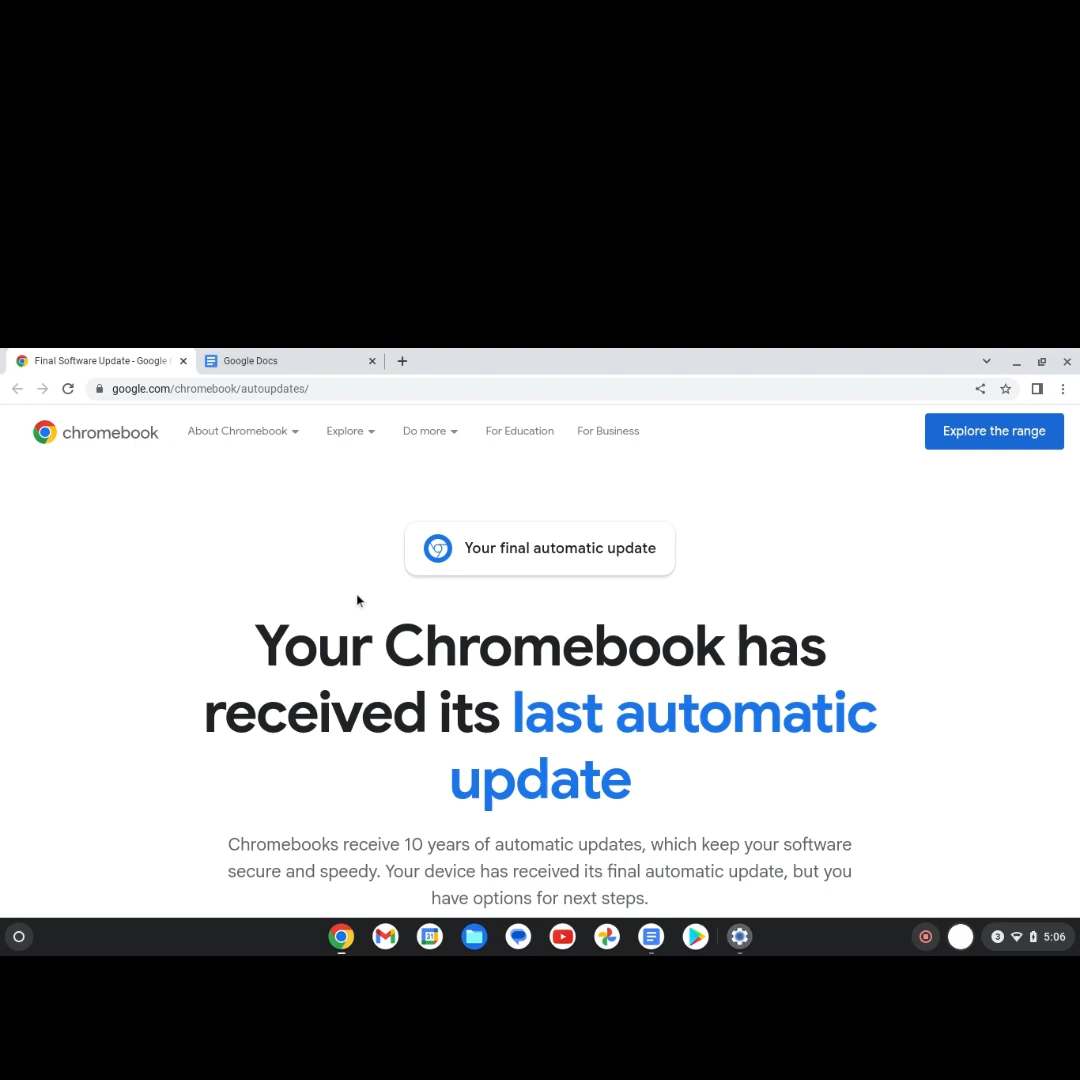 Final Software Update - Google
Google Docs
google.com/chromebook/autoupdates/
chromebook
About Chromebook
Explore
Do more
For Education
For Business
Explore the range
Your final automatic update
Your Chromebook has
received its last automatic
update
Chromebooks receive 10 years of automatic updates, which keep your software
secure and speedy. Your device has received its final automatic update, but you
have options for next steps.
31
3
5:06